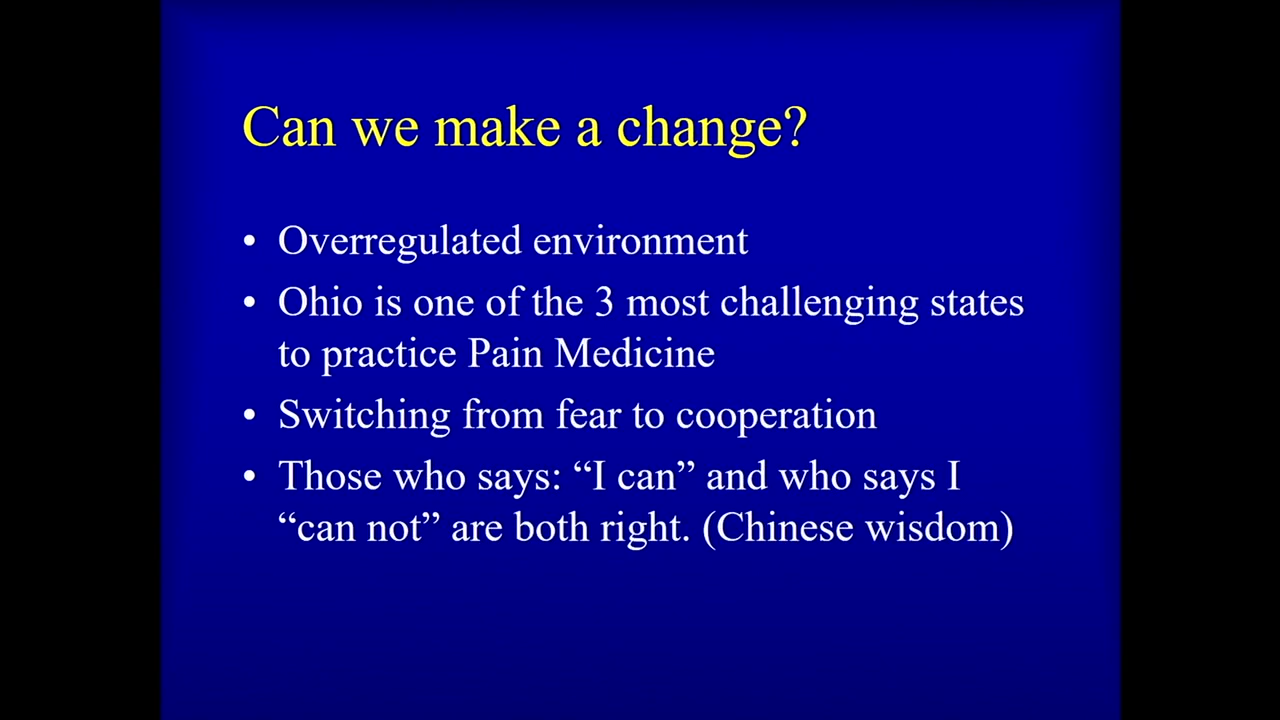 Can we make a change?
• Overregulated environment
• Ohio is one of the 3 most challenging states
to practice Pain Medicine
• Switching from fear to cooperation
• Those who says: “I can” and who says I
“can not” are both right. (Chinese wisdom)